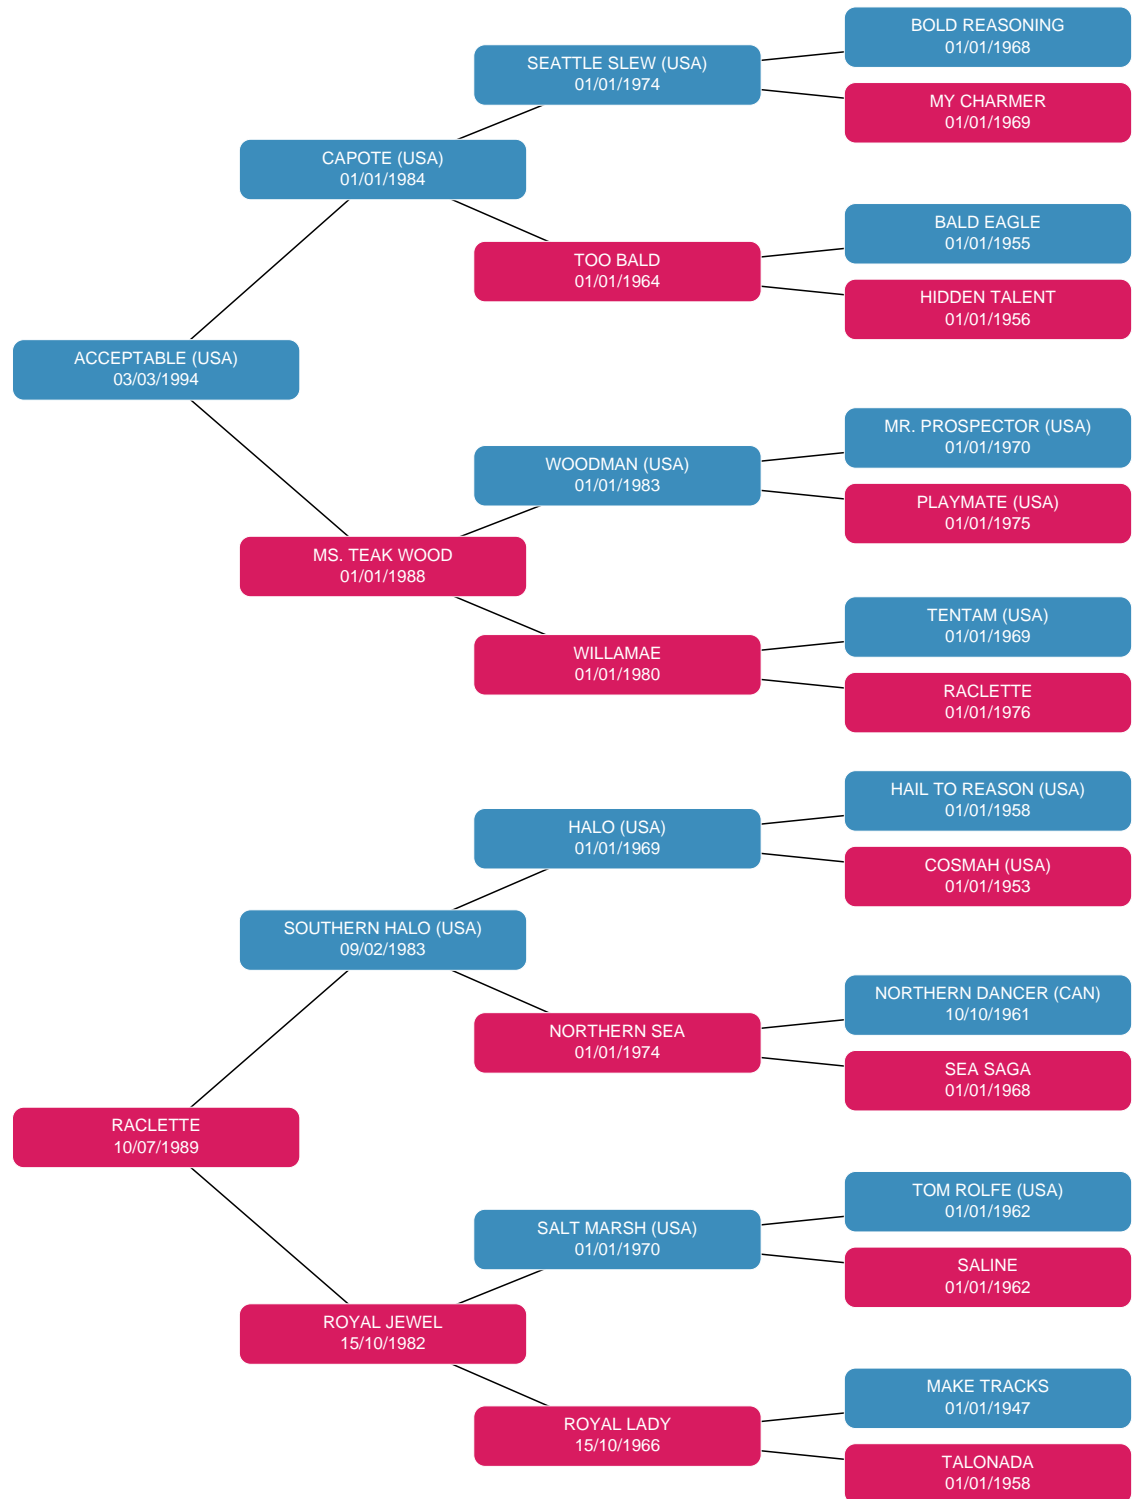 BOLD REASONING
01/01/1968
SEATTLE SLEW (USA)
01/01/1974
MY CHARMER
01/01/1969
CAPOTE (USA)
01/01/1984
BALD EAGLE
01/01/1955
TOO BALD
01/01/1964
HIDDEN TALENT
01/01/1956
ACCEPTABLE (USA)
03/03/1994
MR. PROSPECTOR (USA)
01/01/1970
WOODMAN (USA)
01/01/1983
PLAYMATE (USA)
01/01/1975
MS. TEAK WOOD
01/01/1988
TENTAM (USA)
01/01/1969
WILLAMAE
01/01/1980
RACLETTE
01/01/1976
HAIL TO REASON (USA)
01/01/1958
HALO (USA)
01/01/1969
COSMAH (USA)
01/01/1953
SOUTHERN HALO (USA)
09/02/1983
NORTHERN DANCER (CAN)
10/10/1961
NORTHERN SEA
01/01/1974
SEA SAGA
01/01/1968
RACLETTE
10/07/1989
TOM ROLFE (USA)
01/01/1962
SALT MARSH (USA)
01/01/1970
SALINE
01/01/1962
ROYAL JEWEL
15/10/1982
MAKE TRACKS
01/01/1947
ROYAL LADY
15/10/1966
TALONADA
01/01/1958